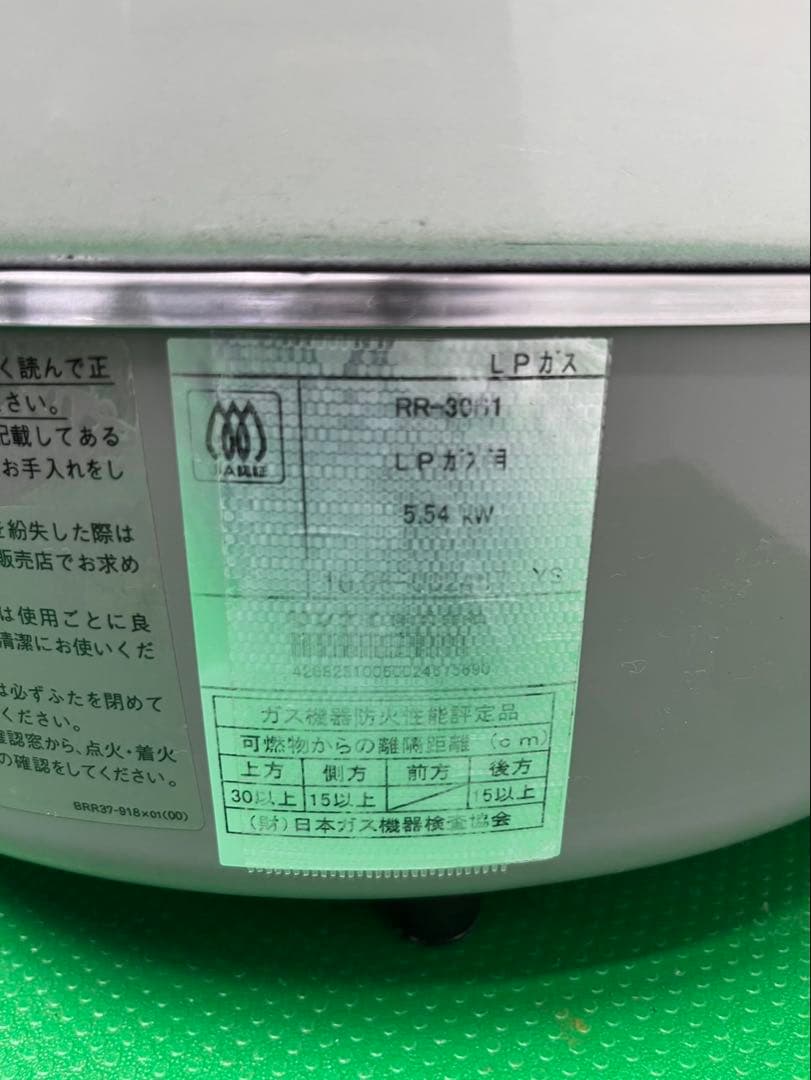 く読んで正
さい。
記載してある
お手入れをし
を紛失した際は
販売店でお求め
は使用ごとに良
清潔にお使いくだ
は必ずふたを閉めて
ください。
確認窓から、点火・着火
の確認をしてください。
BRR37-918×01(00)
LPガス
LPガス用
5.54 kW
YS
ガス機器防火性能評定品
可燃物からの離隔距離 (cm)
上方 側方 前方 後方
30以上 15以上 15以上
(財)日本ガス機器検査協会